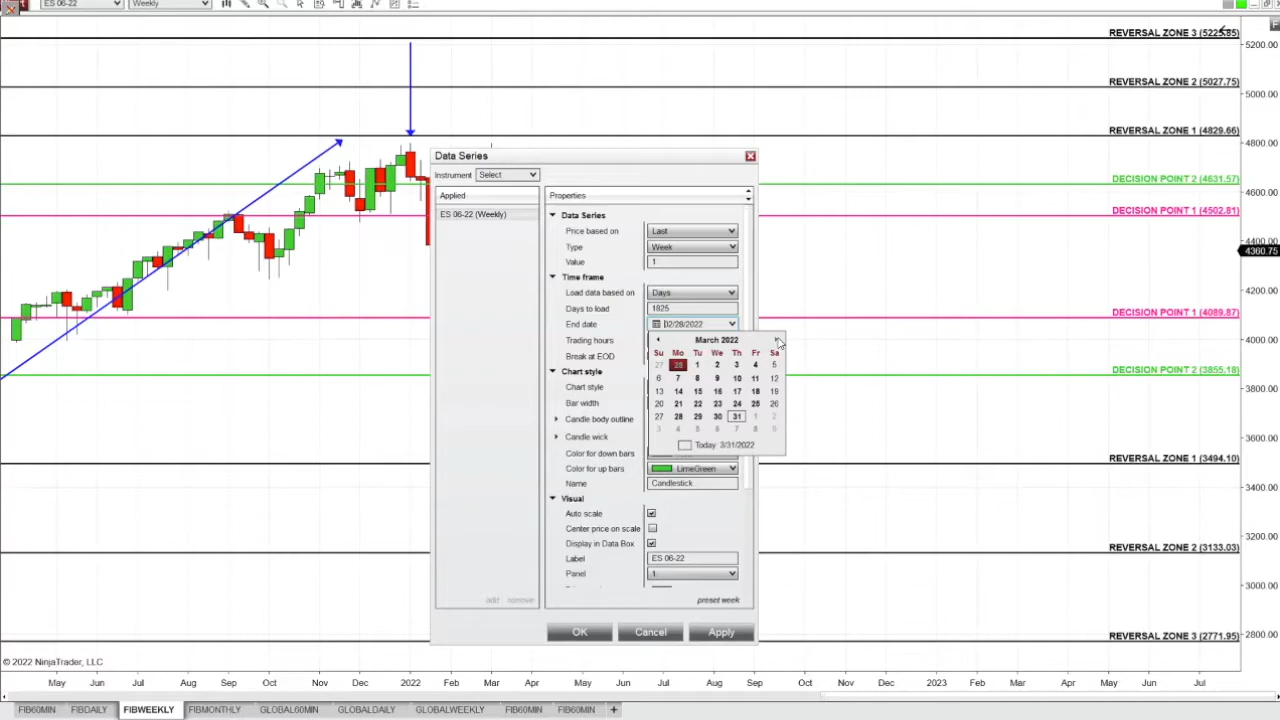 ES 06-22 Weekly
REVERSAL ZONE 3 (5225.85)
F
5200.00
5000.00
4800.00
4600.00
4400.00
4360.75
4200.00
4000.00
3800.00
3600.00
3400.00
3200.00
3000.00
2800.00
REVERSAL ZONE 2 (5027.75)
REVERSAL ZONE 1 (4829.66)
DECISION POINT 2 (4631.57)
DECISION POINT 1 (4502.81)
DECISION POINT 1 (4089.87)
DECISION POINT 2 (3855.18)
REVERSAL ZONE 1 (3494.10)
REVERSAL ZONE 2 (3133.03)
REVERSAL ZONE 3 (2771.95)
Data Series
Instrument Select
Applied
ES 06-22 (Weekly)
add remove
Properties
Data Series
Price based on Last
Type Week
Value 1
Time frame
Load data based on Days
Days to load 1825
End date 02/28/2022
Trading hours
Break at EOD
Chart style
Chart style
Bar width
Candle body outline
Candle wick
Color for down bars
Color for up bars LimeGreen
Name Candlestick
Visual
Auto scale
Center price on scale
Display in Data Box
Label ES 06-22
Panel 1
preset week
March 2022
Su Mo Tu We Th Fr Sa
27 28 1 2 3 4 5
6 7 8 9 10 11 12
13 14 15 16 17 18 19
20 21 22 23 24 25 26
27 28 29 30 31 1 2
3 4 5 6 7 8 9
Today 3/31/2022
OK Cancel Apply
© 2022 NinjaTrader, LLC
May Jun Jul Aug Sep Oct Nov Dec 2022 Feb Mar Apr May Jun Jul Aug Sep Oct Nov Dec 2023 Feb Mar Apr May Jun Jul
FIB60MIN FIBDAILY FIBWEEKLY FIBMONTHLY GLOBAL60MIN GLOBALDAILY GLOBALWEEKLY FIB60MIN FIB60MIN +